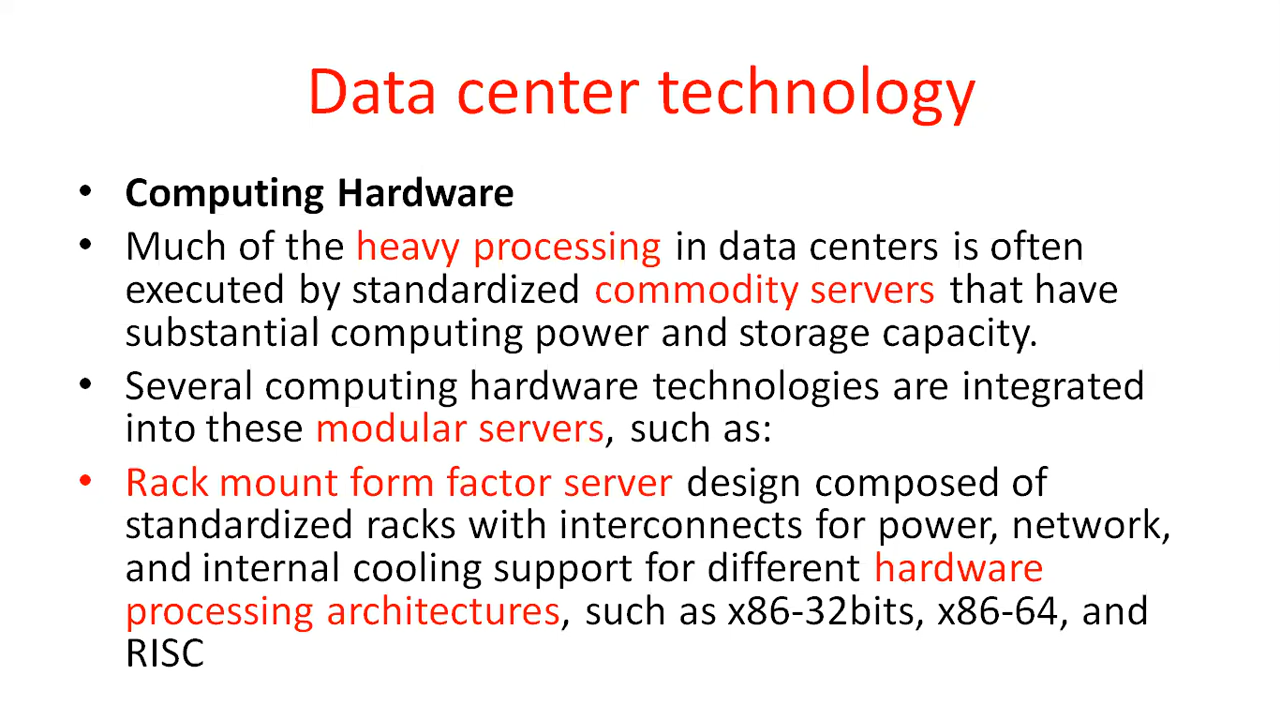 Data center technology
• Computing Hardware
• Much of the heavy processing in data centers is often
executed by standardized commodity servers that have
substantial computing power and storage capacity.
• Several computing hardware technologies are integrated
into these modular servers, such as:
• Rack mount form factor server design composed of
standardized racks with interconnects for power, network,
and internal cooling support for different hardware
processing architectures, such as x86-32bits, x86-64, and
RISC